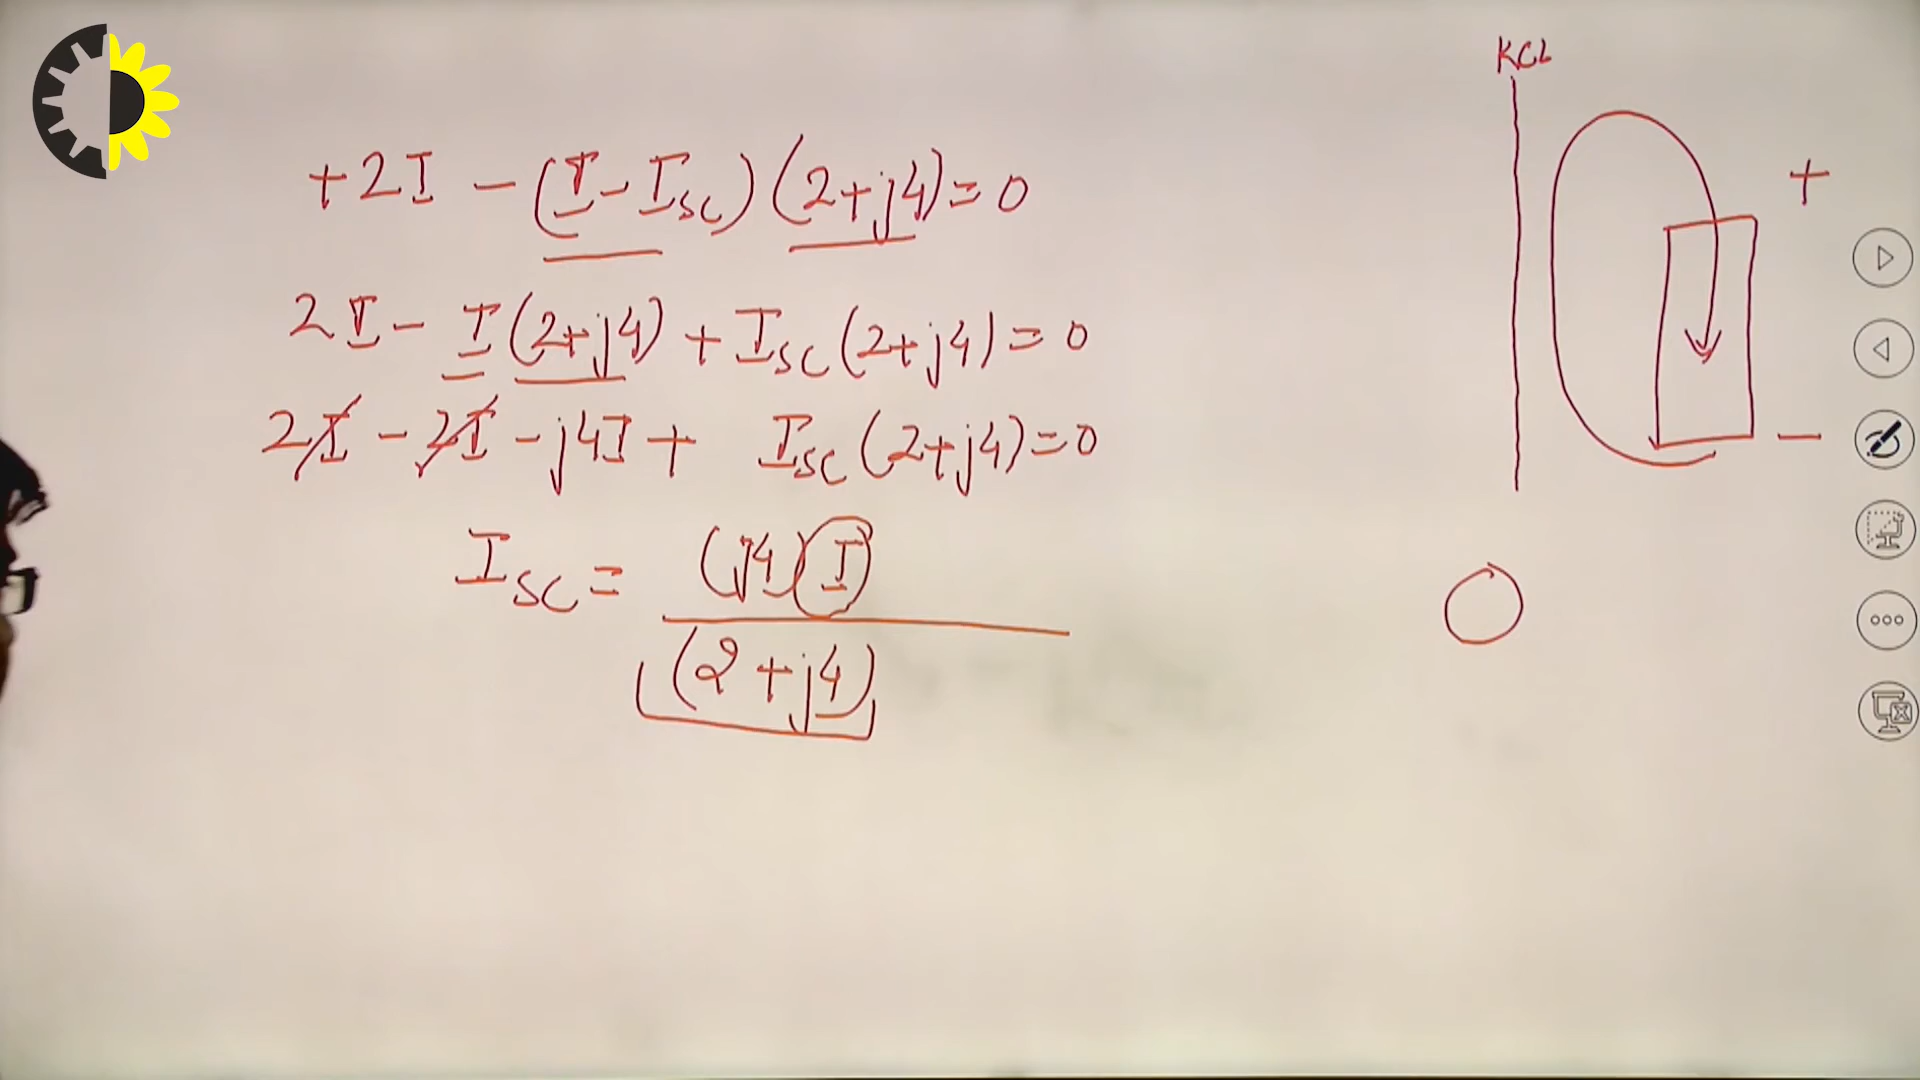 KCL
+2I - (I - Isc)(2+j4) = 0
+
2I - I(2+j4) + Isc(2+j4) = 0
2I - 2I - j4I + Isc(2+j4) = 0
-
Isc = (j4)(I)
(2+j4)